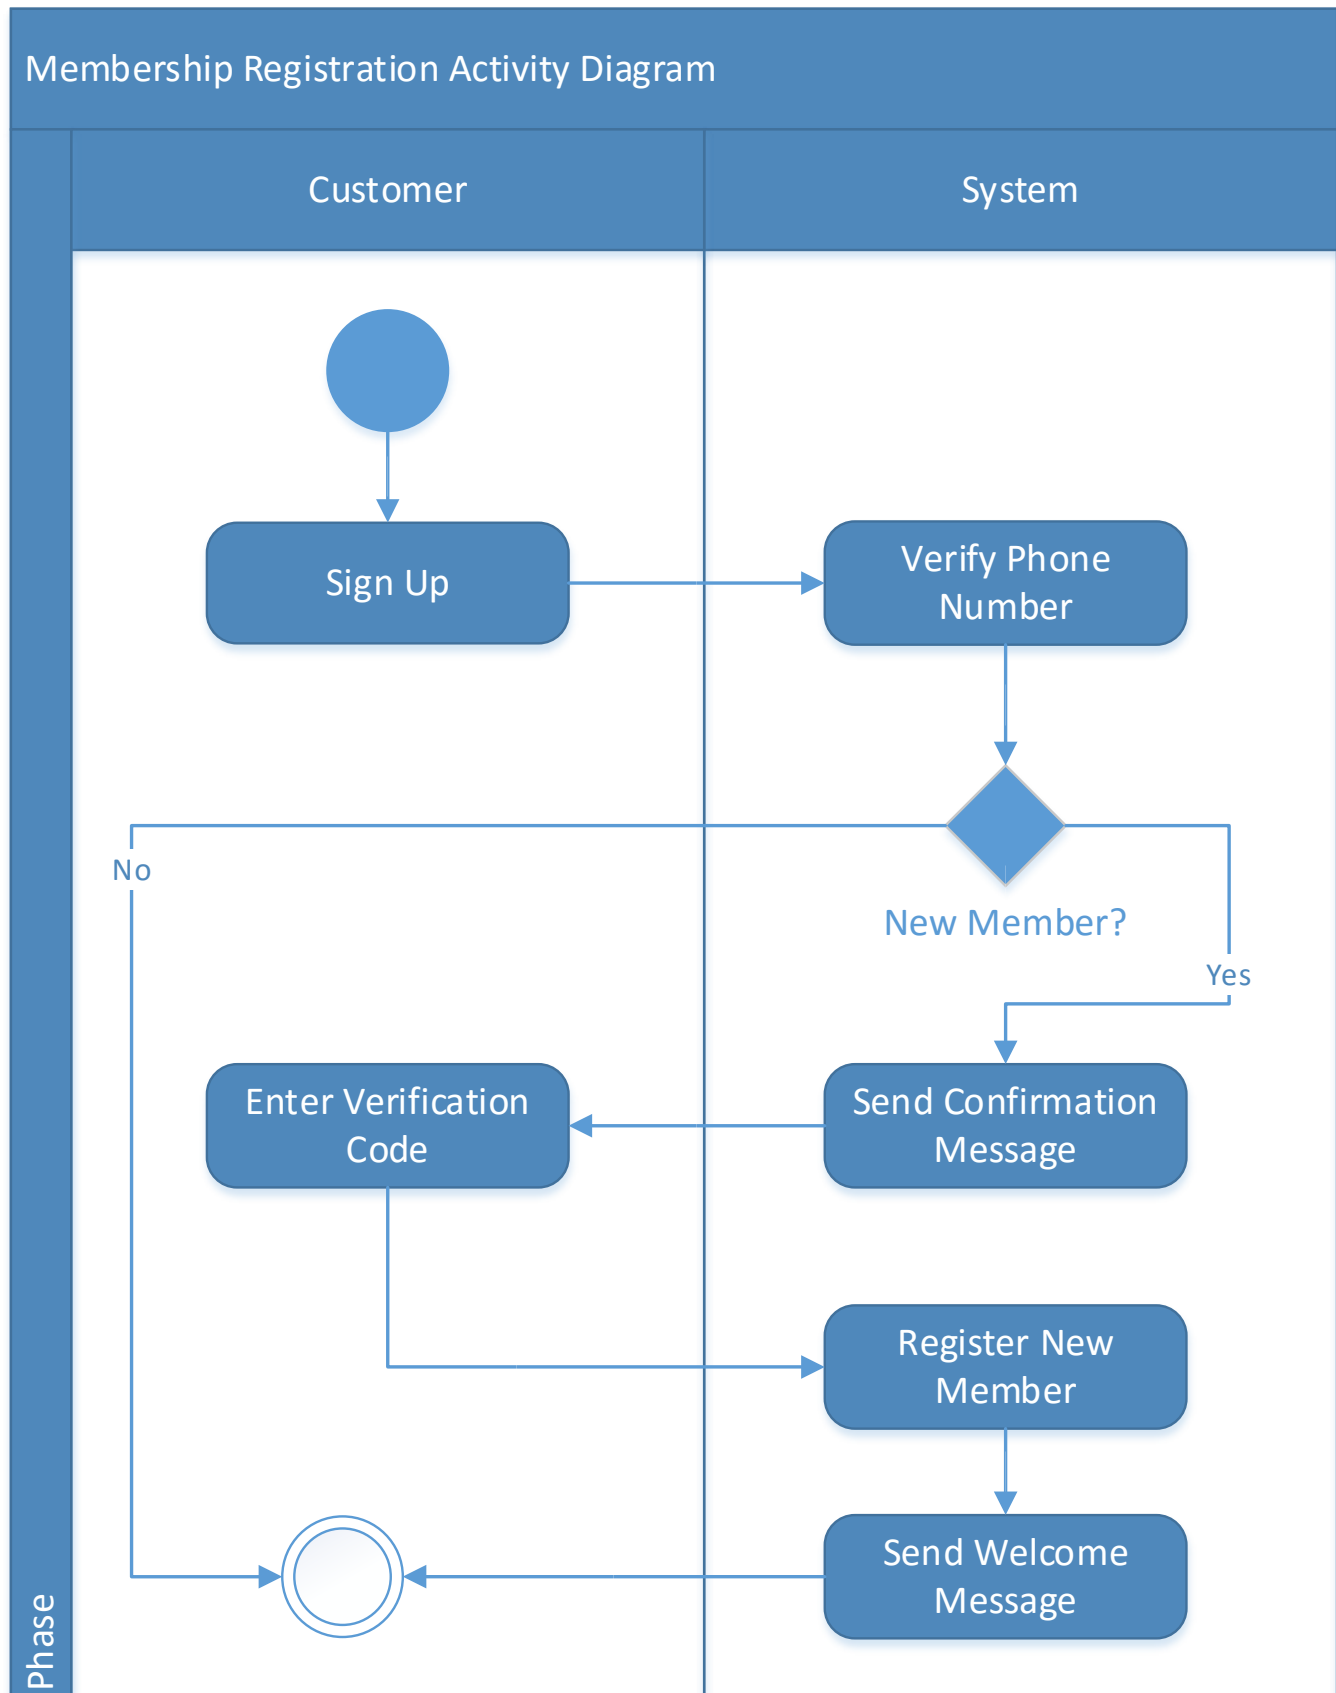 Membership Registration Activity Diagram
Customer
System
Sign Up
Verify Phone
Number
No
New Member?
Yes
Enter Verification
Code
Send Confirmation
Message
Register New
Member
Send Welcome
Message
Phase